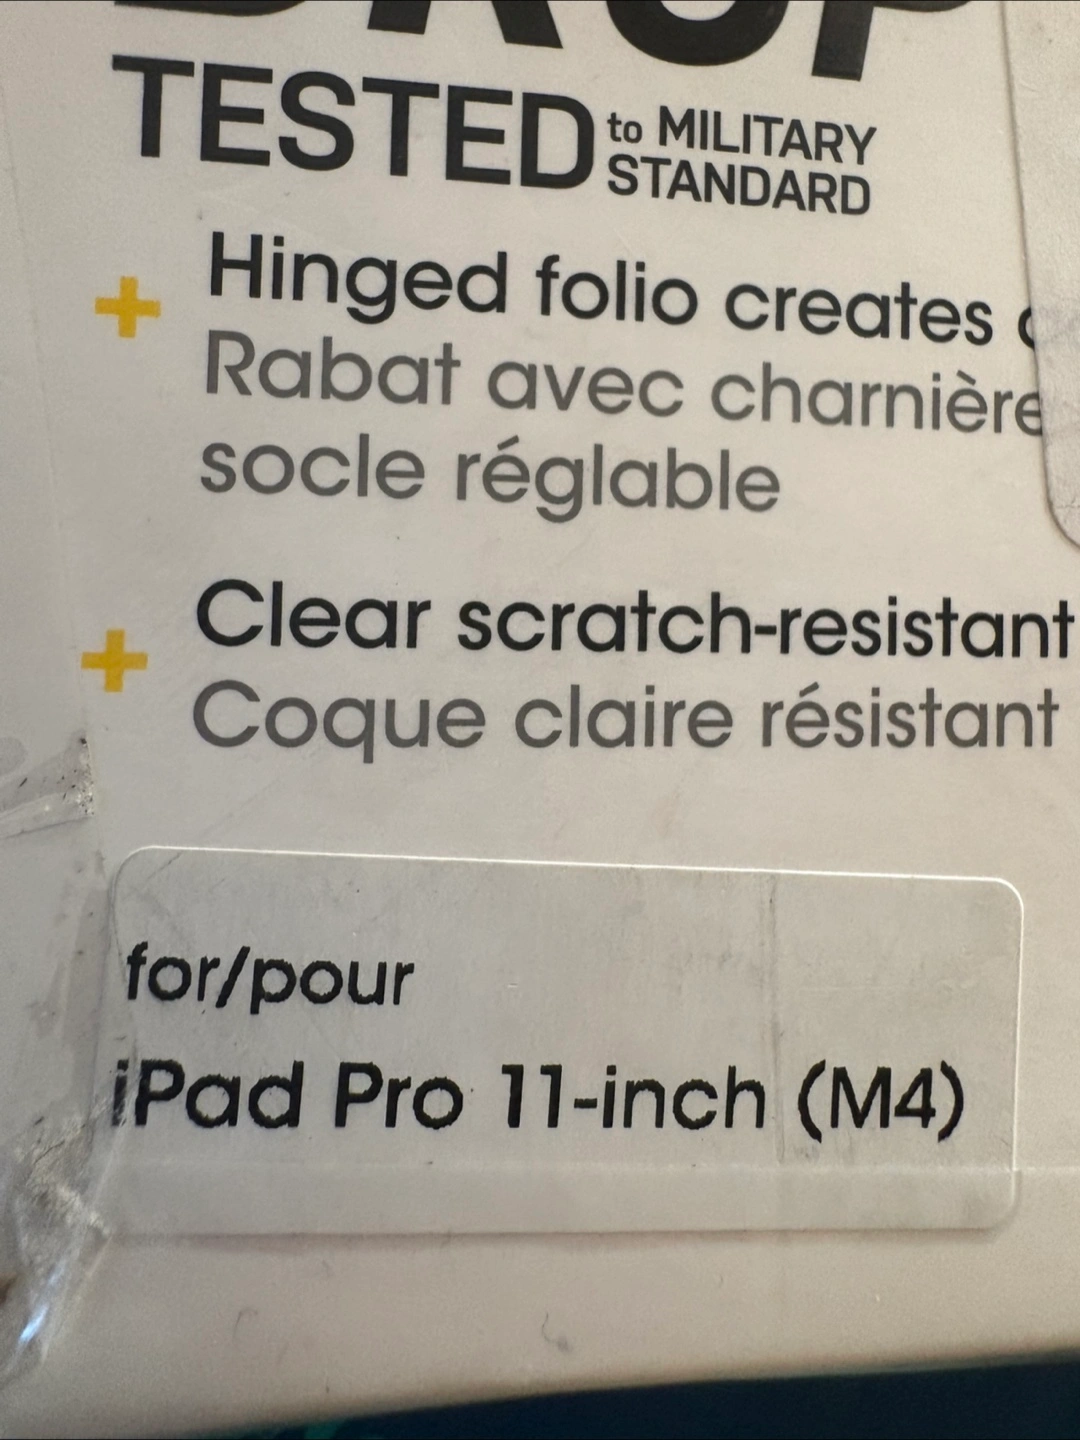 DROP
TESTED to MILITARY
STANDARD
Hinged folio creates
Rabat avec charnière
socle réglable
Clear scratch-resistant
Coque claire résistant
for/pour
iPad Pro 11-inch (M4)